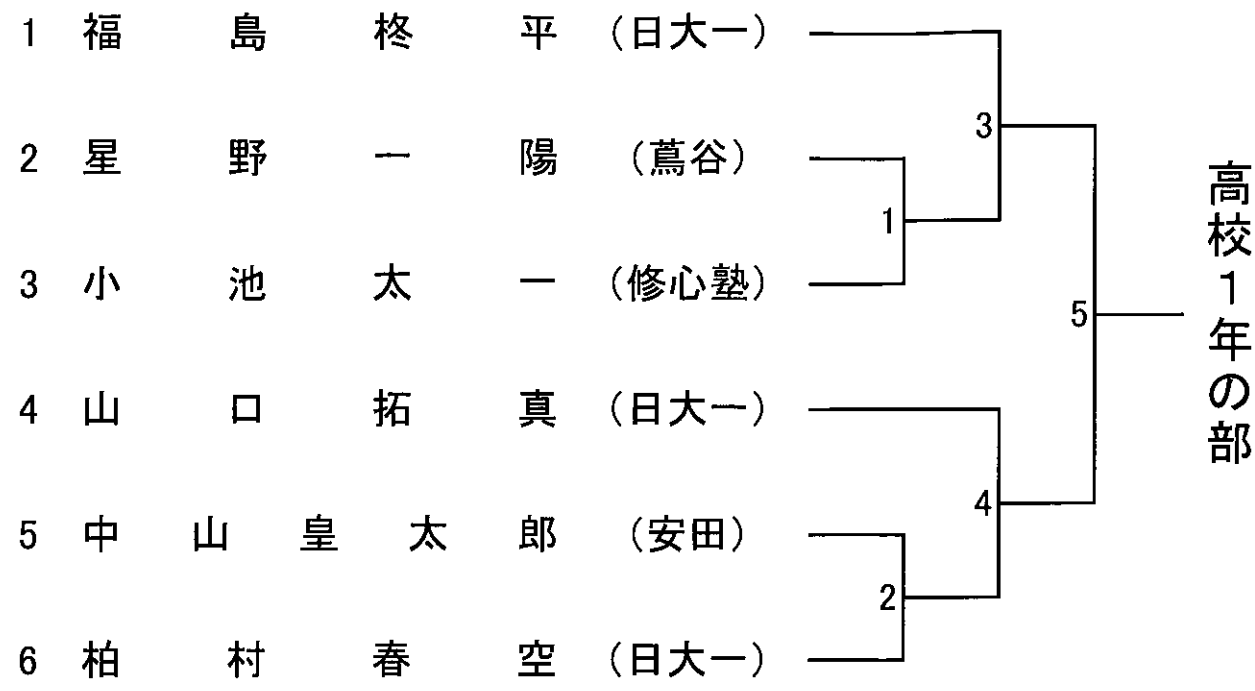 1 福島柊平 (日大一)
2 星野一陽 (蔦谷)
3 小池太一 (修心塾)
4 山口拓真 (日大一)
5 中山皇太郎 (安田)
6 柏村春空 (日大一)
1
2
3
4
5
高校1年の部